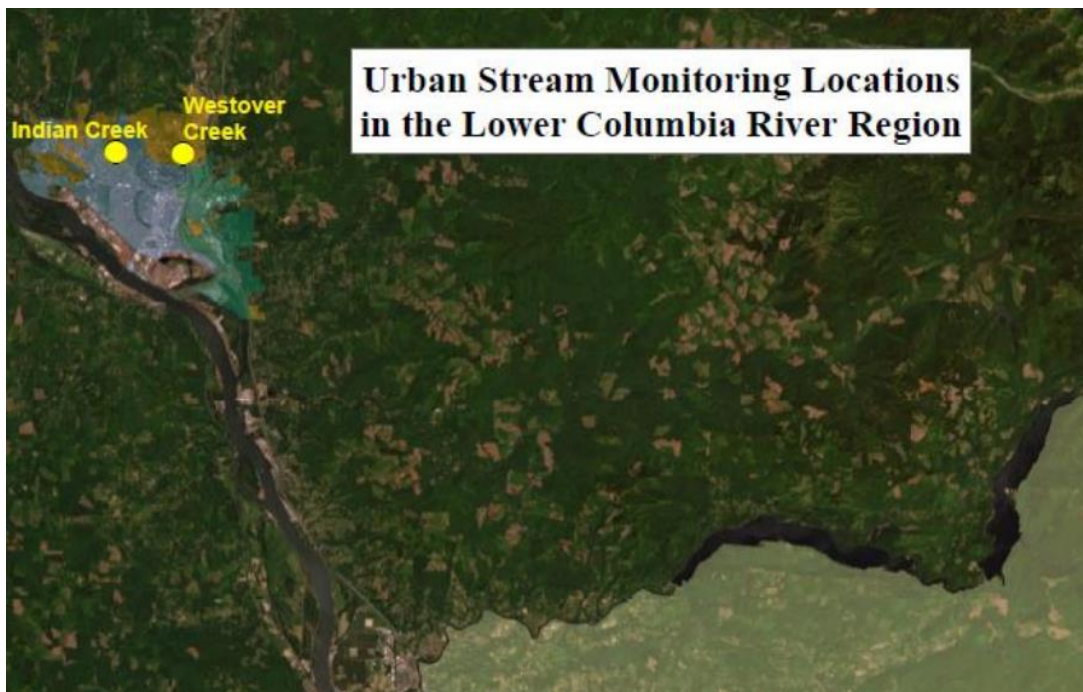 Urban Stream Monitoring Locations
in the Lower Columbia River Region
Westover
Creek
Indian Creek